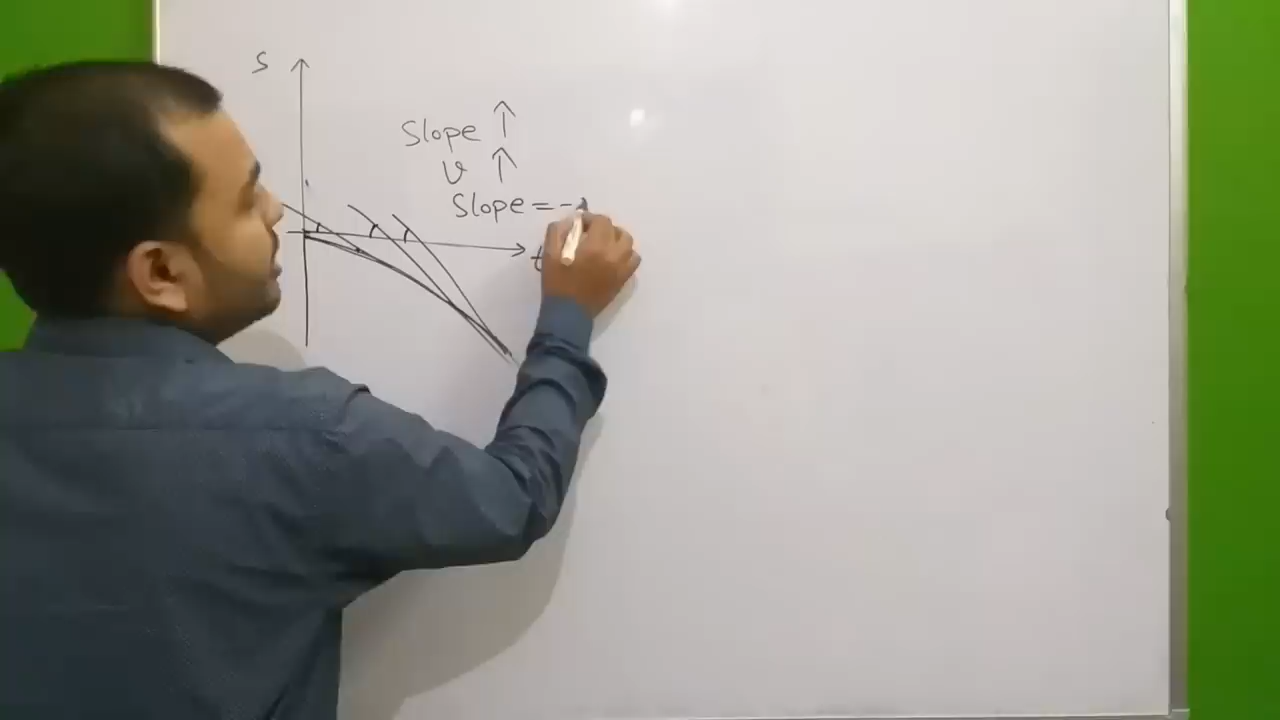 S
Slope ↑
v ↑
Slope = -
t